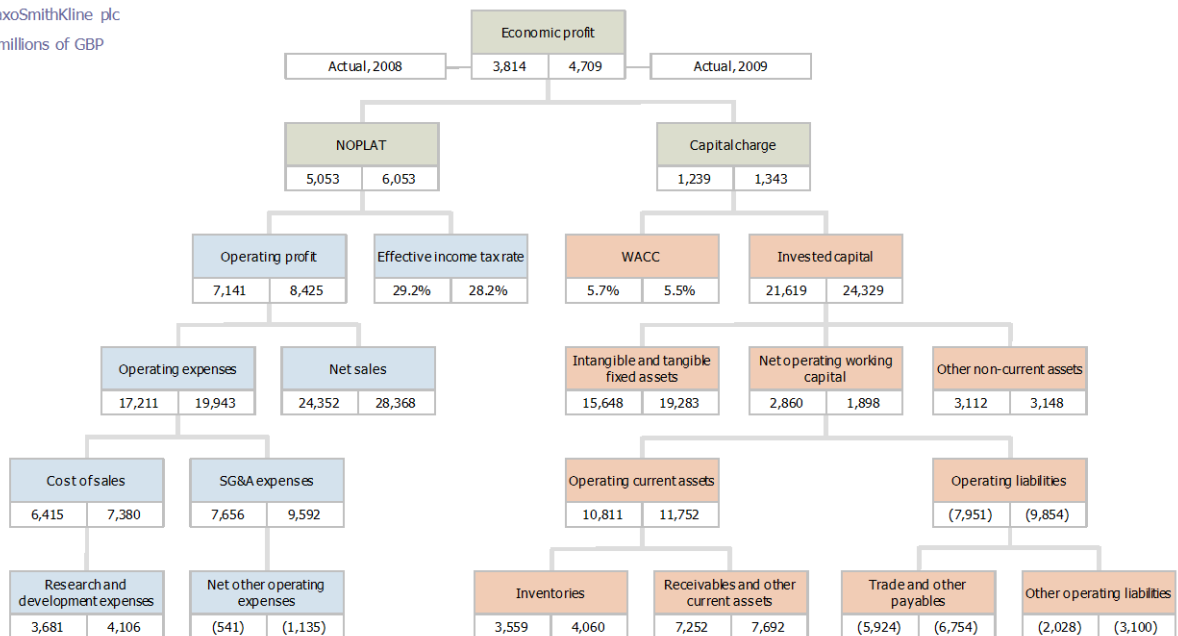 axoSmithKline plc
millions of GBP
Economic profit
Actual, 2008
3,814 4,709
Actual, 2009
NOPLAT
5,053 6,053
Capital charge
1,239 1,343
Operating profit
7,141 8,425
Effective income tax rate
29.2% 28.2%
WACC
5.7% 5.5%
Invested capital
21,619 24,329
Operating expenses
17,211 19,943
Net sales
24,352 28,368
Intangible and tangible
fixed assets
15,648 19,283
Net operating working
capital
2,860 1,898
Other non-current assets
3,112 3,148
Cost of sales
6,415 7,380
SG&A expenses
7,656 9,592
Operating current assets
10,811 11,752
Operating liabilities
(7,951) (9,854)
Research and
development expenses
3,681 4,106
Net other operating
expenses
(541) (1,135)
Inventories
3,559 4,060
Receivables and other
current assets
7,252 7,692
Trade and other
payables
(5,924) (6,754)
Other operating liabilities
(2,028) (3,100)